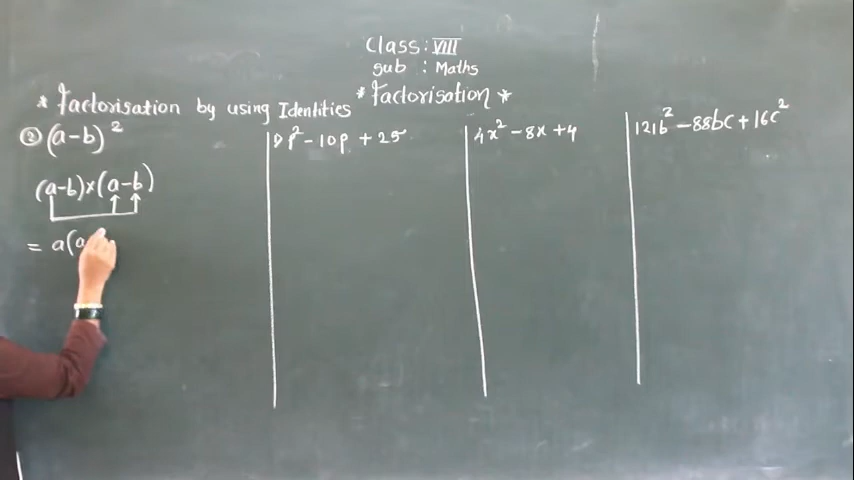 Class: VIII
sub : Maths
* Factorisation *
* Factorisation by using Identities
② (a-b)²
(a-b)×(a-b)
= a(a
p² - 10p + 25
4x² - 8x + 4
121b² - 88bc + 16c²